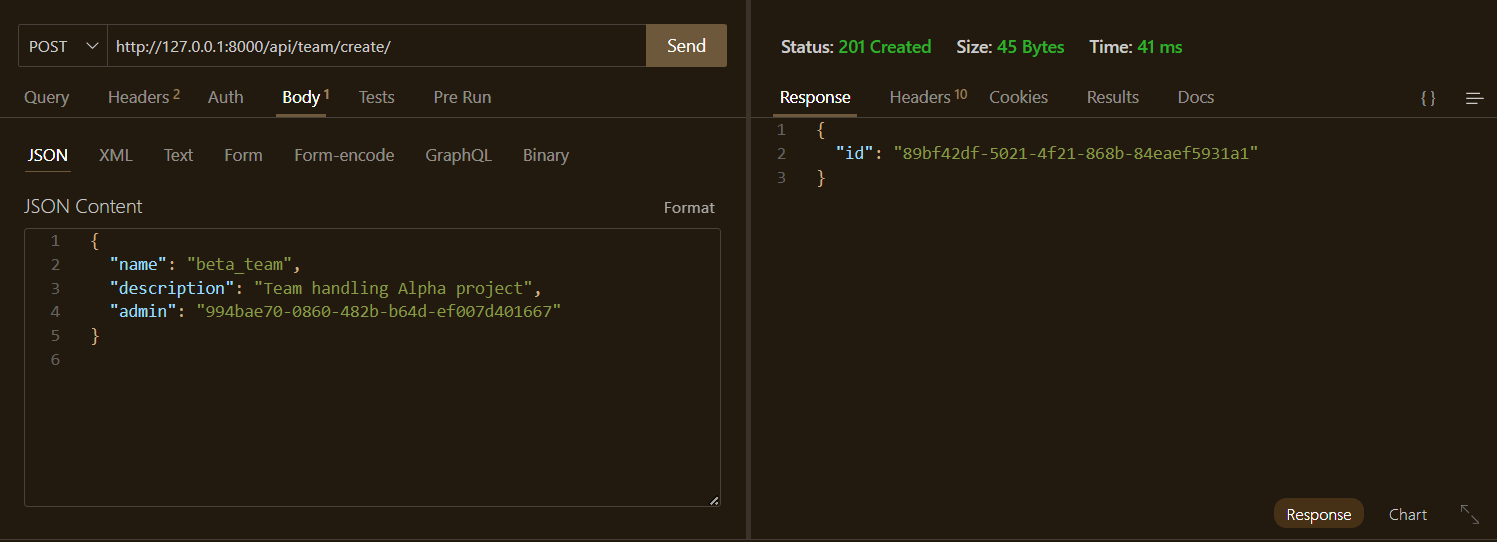 POST http://127.0.0.1:8000/api/team/create/ Send
Query Headers 2 Auth Body 1 Tests Pre Run
JSON XML Text Form Form-encode GraphQL Binary
JSON Content Format
1 {
2 "name": "beta_team",
3 "description": "Team handling Alpha project",
4 "admin": "994bae70-0860-482b-b64d-ef007d401667"
5 }
6
Status: 201 Created Size: 45 Bytes Time: 41 ms
Response Headers 10 Cookies Results Docs {}
1 {
2 "id": "89bf42df-5021-4f21-868b-84eaef5931a1"
3 }
Response Chart